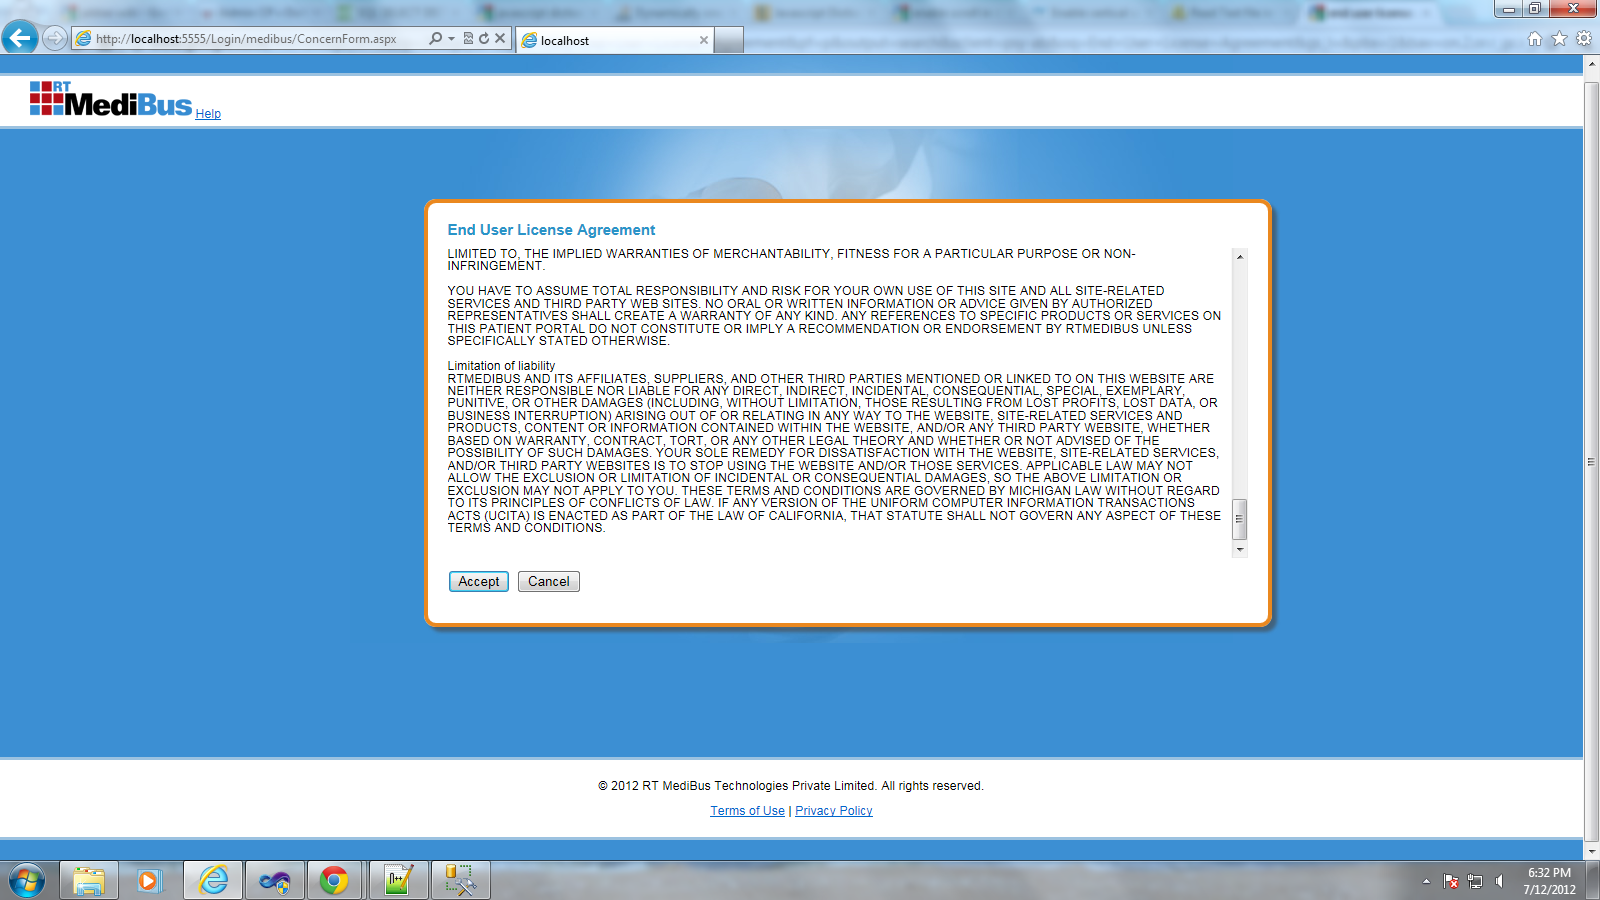 http://localhost:5555/Login/medibus/ConcernForm.aspx
localhost
RT
MediBus Help
End User License Agreement
LIMITED TO, THE IMPLIED WARRANTIES OF MERCHANTABILITY, FITNESS FOR A PARTICULAR PURPOSE OR NON-
INFRINGEMENT.
YOU HAVE TO ASSUME TOTAL RESPONSIBILITY AND RISK FOR YOUR OWN USE OF THIS SITE AND ALL SITE-RELATED
SERVICES AND THIRD PARTY WEB SITES. NO ORAL OR WRITTEN INFORMATION OR ADVICE GIVEN BY AUTHORIZED
REPRESENTATIVES SHALL CREATE A WARRANTY OF ANY KIND. ANY REFERENCES TO SPECIFIC PRODUCTS OR SERVICES ON
THIS PATIENT PORTAL DO NOT CONSTITUTE OR IMPLY A RECOMMENDATION OR ENDORSEMENT BY RTMEDIBUS UNLESS
SPECIFICALLY STATED OTHERWISE.
Limitation of liability
RTMEDIBUS AND ITS AFFILIATES, SUPPLIERS, AND OTHER THIRD PARTIES MENTIONED OR LINKED TO ON THIS WEBSITE ARE
NEITHER RESPONSIBLE NOR LIABLE FOR ANY DIRECT, INDIRECT, INCIDENTAL, CONSEQUENTIAL, SPECIAL, EXEMPLARY,
PUNITIVE, OR OTHER DAMAGES (INCLUDING, WITHOUT LIMITATION, THOSE RESULTING FROM LOST PROFITS, LOST DATA, OR
BUSINESS INTERRUPTION) ARISING OUT OF OR RELATING IN ANY WAY TO THE WEBSITE, SITE-RELATED SERVICES AND
PRODUCTS, CONTENT OR INFORMATION CONTAINED WITHIN THE WEBSITE, AND/OR ANY THIRD PARTY WEBSITE, WHETHER
BASED ON WARRANTY, CONTRACT, TORT, OR ANY OTHER LEGAL THEORY AND WHETHER OR NOT ADVISED OF THE
POSSIBILITY OF SUCH DAMAGES. YOUR SOLE REMEDY FOR DISSATISFACTION WITH THE WEBSITE, SITE-RELATED SERVICES,
AND/OR THIRD PARTY WEBSITES IS TO STOP USING THE WEBSITE AND/OR THOSE SERVICES. APPLICABLE LAW MAY NOT
ALLOW THE EXCLUSION OR LIMITATION OF INCIDENTAL OR CONSEQUENTIAL DAMAGES, SO THE ABOVE LIMITATION OR
EXCLUSION MAY NOT APPLY TO YOU. THESE TERMS AND CONDITIONS ARE GOVERNED BY MICHIGAN LAW WITHOUT REGARD
TO ITS PRINCIPLES OF CONFLICTS OF LAW. IF ANY VERSION OF THE UNIFORM COMPUTER INFORMATION TRANSACTIONS
ACTS (UCITA) IS ENACTED AS PART OF THE LAW OF CALIFORNIA, THAT STATUTE SHALL NOT GOVERN ANY ASPECT OF THESE
TERMS AND CONDITIONS.
Accept Cancel
© 2012 RT MediBus Technologies Private Limited. All rights reserved.
Terms of Use | Privacy Policy
6:32 PM
7/12/2012